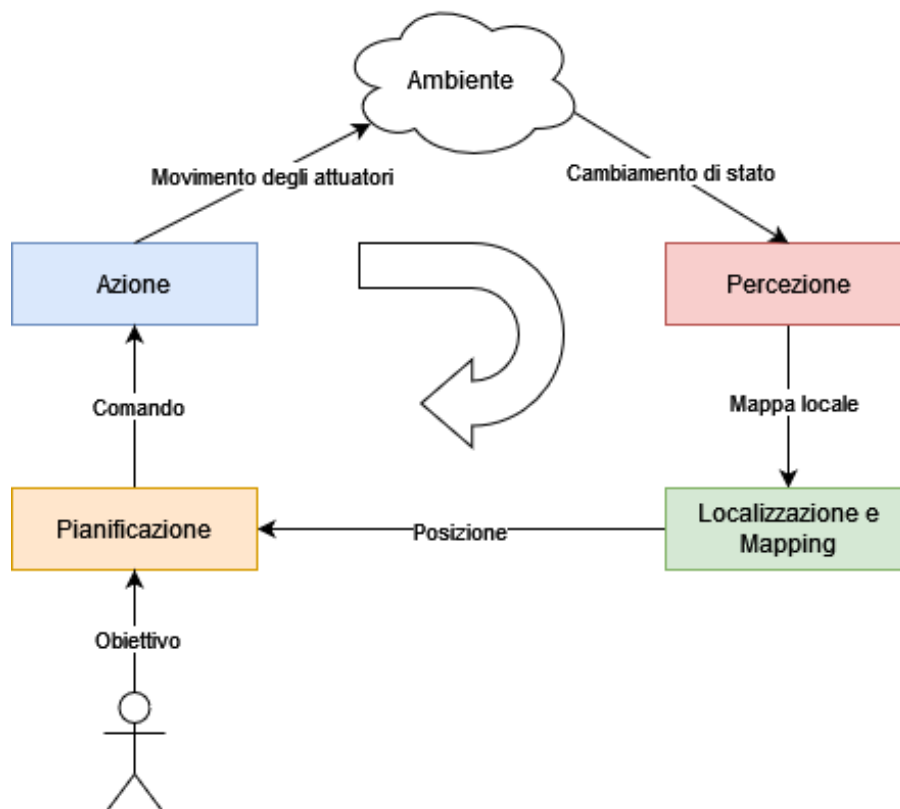 Ambiente
Movimento degli attuatori
Cambiamento di stato
Azione
Percezione
Comando
Mappa locale
Pianificazione
Posizione
Localizzazione e
Mapping
Obiettivo